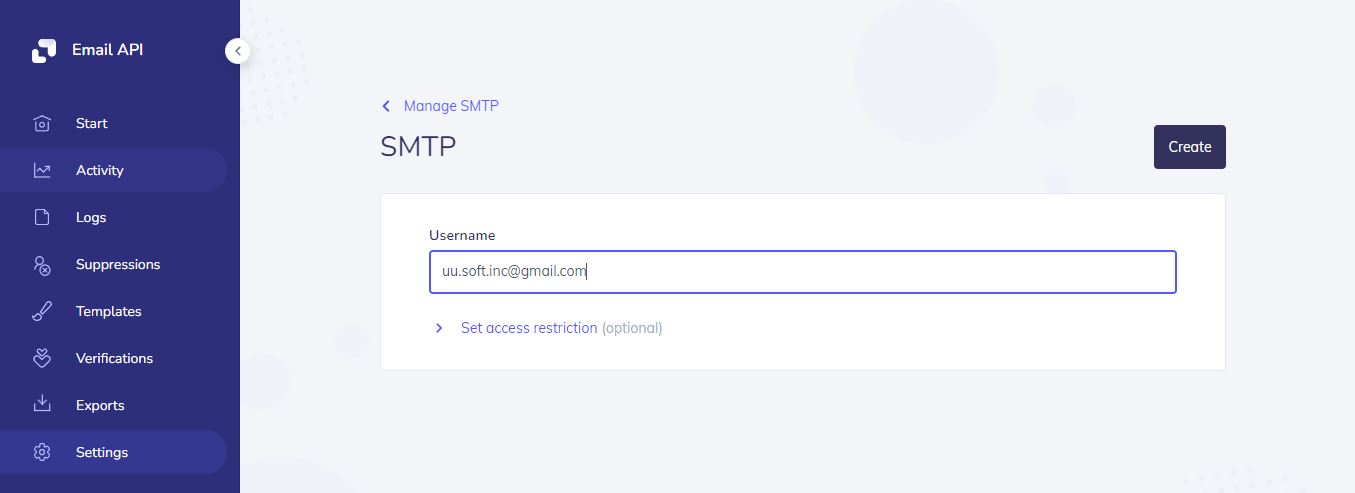 Email API
Start
Activity
Logs
Suppressions
Templates
Verifications
Exports
Settings
Manage SMTP
SMTP
Create
Username
uu.soft.inc@gmail.com
Set access restriction (optional)